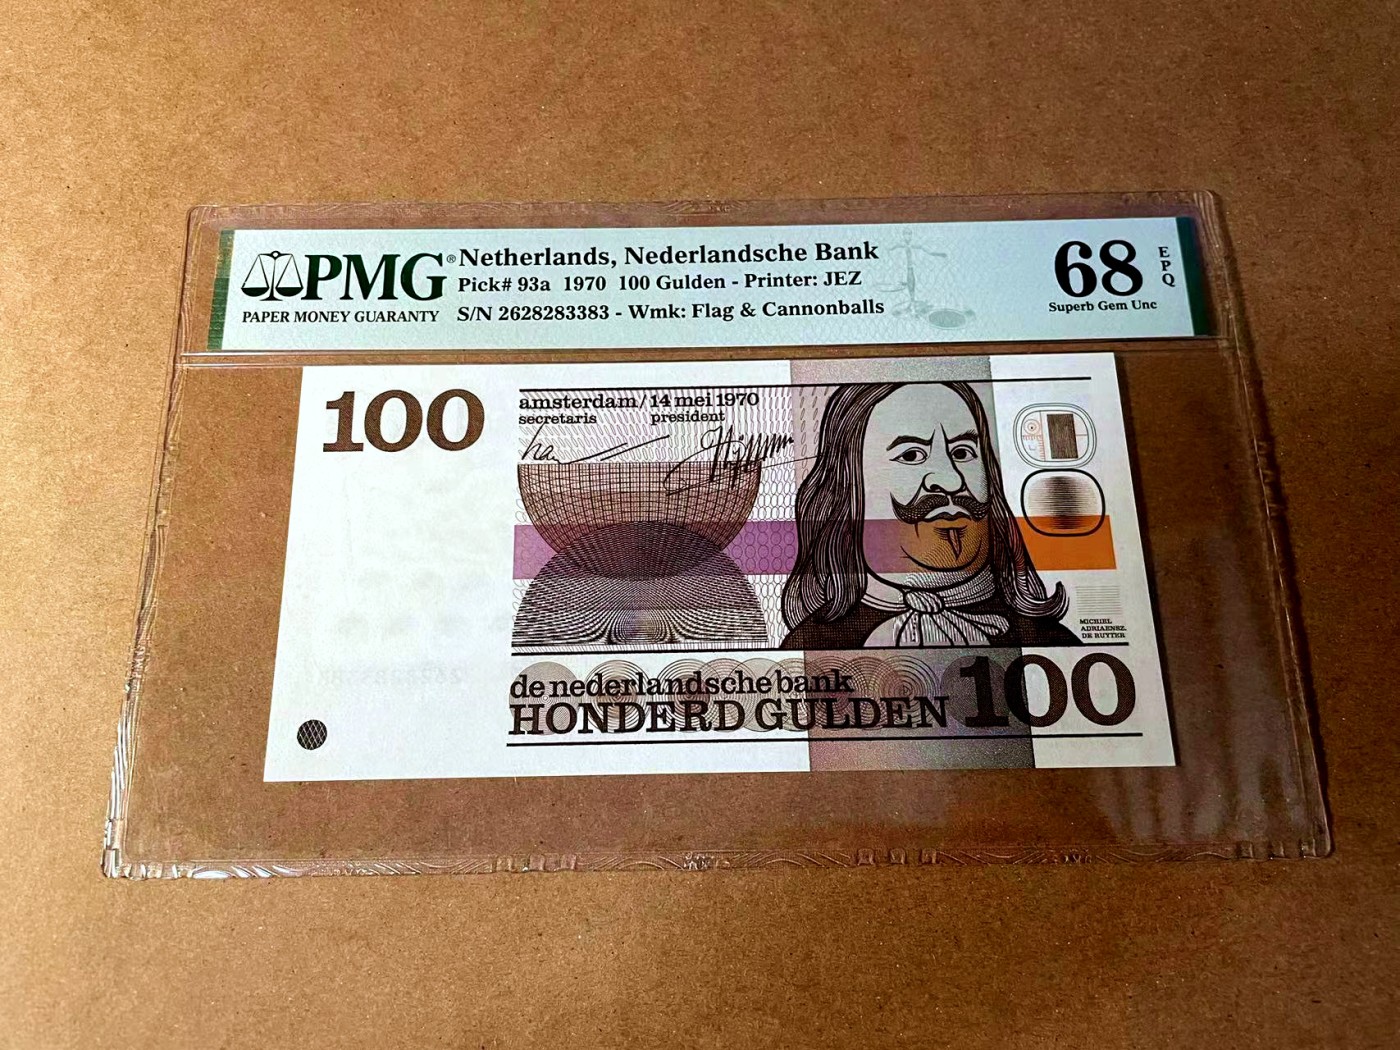 PMG®
PAPER MONEY GUARANTY
Netherlands, Nederlandsche Bank
Pick# 93a 1970 100 Gulden - Printer: JEZ
S/N 2628283383 - Wmk: Flag & Cannonballs
68
EPQ
Superb Gem Unc
100
amsterdam/14 mei 1970
secretaris president
MICHIEL
ADRIAENSZ.
DE RUYTER
de nederlandsche bank
HONDERD GULDEN 100